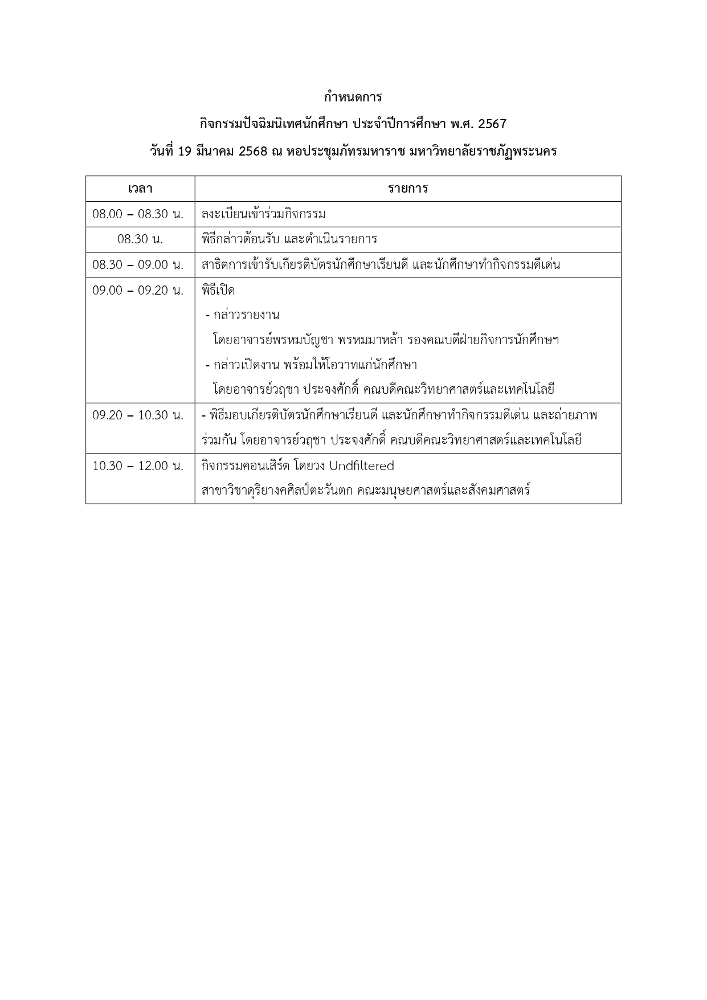 กำหนดการ
กิจกรรมปัจฉิมนิเทศนักศึกษา ประจำปีการศึกษา พ.ศ. 2567
วันที่ 19 มีนาคม 2568 ณ หอประชุมภัทรมหาราช มหาวิทยาลัยราชภัฏพระนคร
เวลา รายการ
08.00 – 08.30 น. ลงะเบียนเข้าร่วมกิจกรรม
08.30 น. พิธีกล่าวต้อนรับ และดำเนินรายการ
08.30 – 09.00 น. สาธิตการเข้ารับเกียรติบัตรนักศึกษาเรียนดี และนักศึกษาทำกิจกรรมดีเด่น
09.00 – 09.20 น. พิธีเปิด
- กล่าวรายงาน
โดยอาจารย์พรหมบัญชา พรหมมาหล้า รองคณบดีฝ่ายกิจการนักศึกษฯ
- กล่าวเปิดงาน พร้อมให้โอวาทแก่นักศึกษา
โดยอาจารย์วฤชา ประจงศักดิ์ คณบดีคณะวิทยาศาสตร์และเทคโนโลยี
09.20 – 10.30 น. - พิธีมอบเกียรติบัตรนักศึกษาเรียนดี และนักศึกษาทำกิจกรรมดีเด่น และถ่ายภาพ
ร่วมกัน โดยอาจารย์วฤชา ประจงศักดิ์ คณบดีคณะวิทยาศาสตร์และเทคโนโลยี
10.30 – 12.00 น. กิจกรรมคอนเสิร์ต โดยวง Undfiltered
สาขาวิชาดุริยางคศิลป์ตะวันตก คณะมนุษยศาสตร์และสังคมศาสตร์